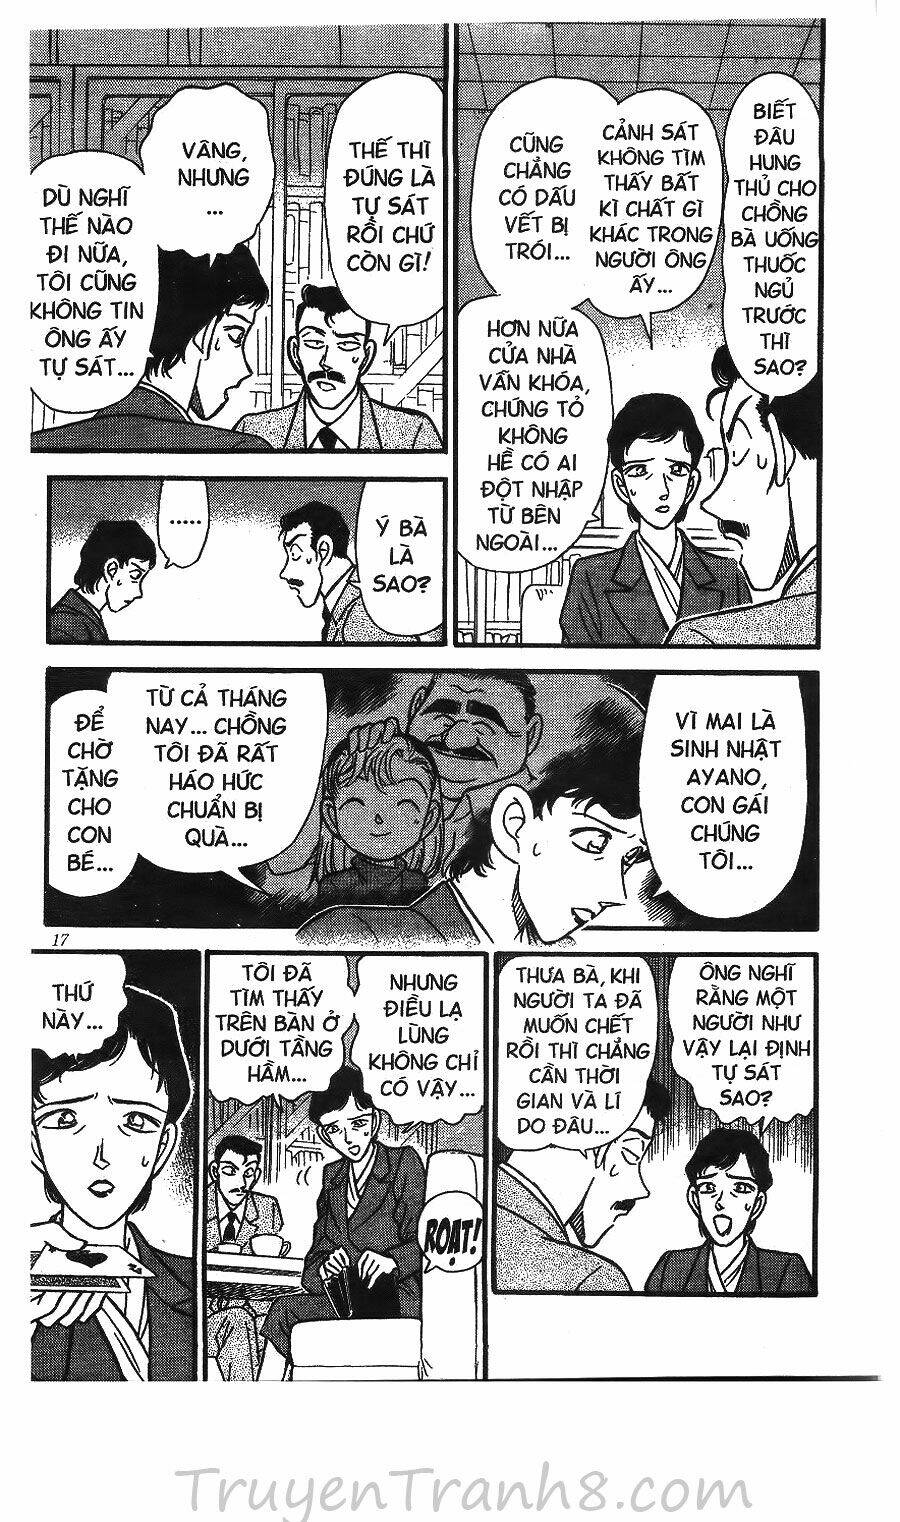 BIẾT
ĐÂU
HUNG
THỦ CHO
CHỒNG
BÀ UỐNG
THUỐC
NGỦ
TRƯỚC
THÌ
SAO?
CẢNH SÁT
KHÔNG TÌM
THẤY BẤT
KÌ CHẤT GÌ
KHÁC TRONG
NGƯỜI ÔNG
ẤY...
CŨNG
CHẲNG
CÓ DẤU
VẾT BỊ
TRÓI...
HƠN NỮA
CỬA NHÀ
VẪN KHÓA,
CHỨNG TỎ
KHÔNG
HỀ CÓ AI
ĐỘT NHẬP
TỪ BÊN
NGOÀI...
THẾ THÌ
ĐÚNG LÀ
TỰ SÁT
RỒI CHỨ
CÒN GÌ!
VÂNG,
NHƯNG
...
DÙ NGHĨ
THẾ NÀO
ĐI NỮA,
TÔI CŨNG
KHÔNG TIN
ÔNG ẤY
TỰ SÁT...
Ý BÀ
LÀ
SAO?
......
VÌ MAI LÀ
SINH NHẬT
AYANO,
CON GÁI
CHÚNG
TÔI...
TỪ CẢ THÁNG
NAY... CHỒNG
TÔI ĐÃ RẤT
HÁO HỨC
CHUẨN BỊ
QUÀ...
ĐỂ
CHỜ
TẶNG
CHO
CON
BÉ...
17
ÔNG NGHĨ
RẰNG MỘT
NGƯỜI NHƯ
VẬY LẠI ĐỊNH
TỰ SÁT
SAO?
THƯA BÀ, KHI
NGƯỜI TA ĐÃ
MUỐN CHẾT
RỒI THÌ CHẲNG
CẦN THỜI
GIAN VÀ LÍ
DO ĐÂU...
NHƯNG
ĐIỀU LẠ
LÙNG
KHÔNG CHỈ
CÓ VẬY...
TÔI ĐÃ
TÌM THẤY
TRÊN BÀN Ở
DƯỚI TẦNG
HẦM...
ROẠT!
THỨ
NÀY...
TruyenTranh8.com